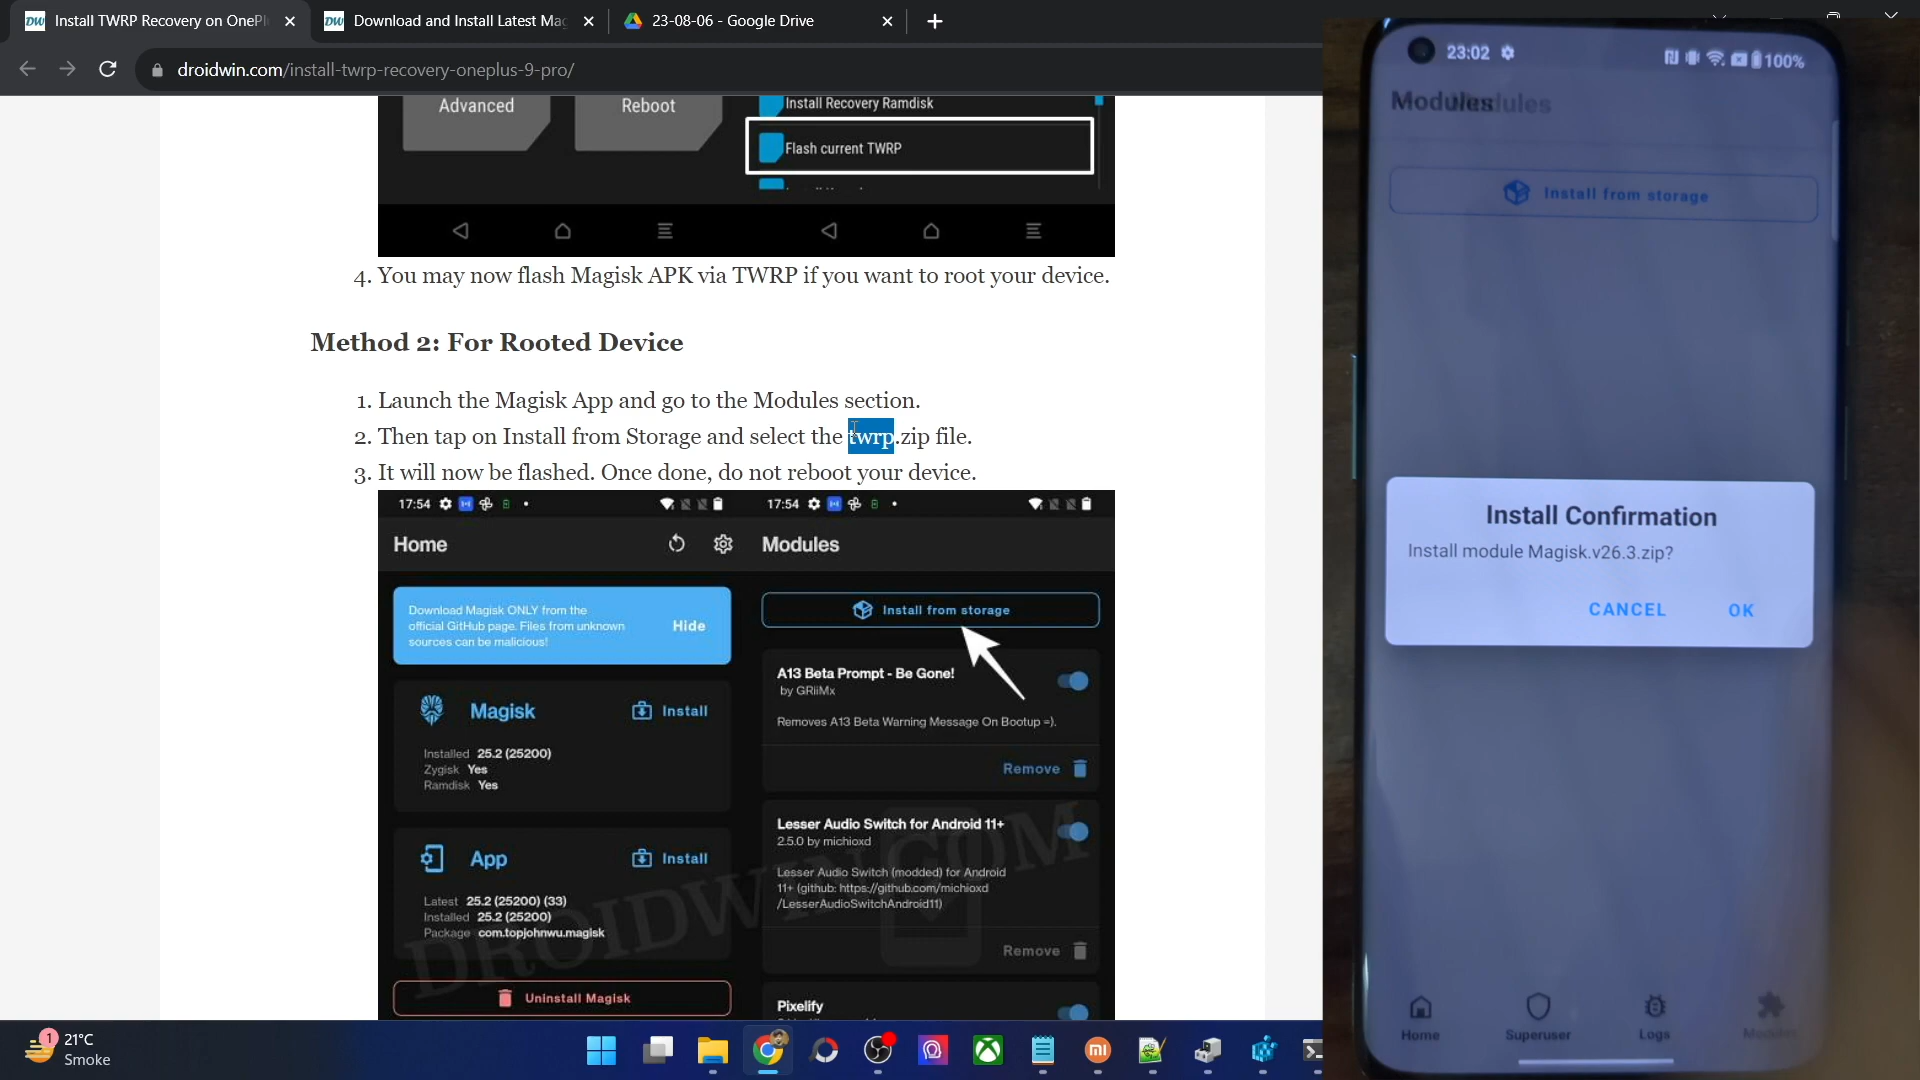 Install TWRP Recovery on OnePl
Download and Install Latest Mag
23-08-06 - Google Drive
droidwin.com/install-twrp-recovery-oneplus-9-pro/
Advanced
Reboot
Install Recovery Ramdisk
Flash current TWRP
4. You may now flash Magisk APK via TWRP if you want to root your device.
Method 2: For Rooted Device
1. Launch the Magisk App and go to the Modules section.
2. Then tap on Install from Storage and select the twrp.zip file.
3. It will now be flashed. Once done, do not reboot your device.
17:54
17:54
Home
Modules
Download Magisk ONLY from the
official GitHub page. Files from unknown
sources can be malicious!
Hide
Install from storage
Magisk
Install
Installed 25.2 (25200)
Zygisk Yes
Ramdisk Yes
A13 Beta Prompt - Be Gone!
by GRiiMx
Removes A13 Beta Warning Message On Bootup =).
Remove
App
Install
Latest 25.2 (25200) (33)
Installed 25.2 (25200)
Package com.topjohnwu.magisk
Lesser Audio Switch for Android 11+
2.5.0 by michioxd
Lesser Audio Switch (modded) for Android
11+ (github: https://github.com/michioxd
/LesserAudioSwitchAndroid11)
Remove
Uninstall Magisk
Pixelify
DROIDWIN.COM
1
21°C
Smoke
23:02
100%
Modules
Install from storage
Install Confirmation
Install module Magisk.v26.3.zip?
CANCEL
OK
Home
Superuser
Logs
Modules